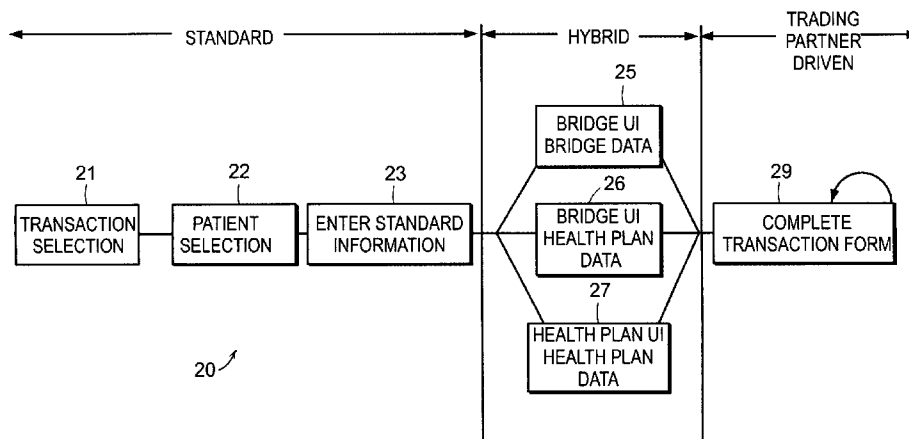 STANDARD
HYBRID
TRADING
PARTNER
DRIVEN
21
TRANSACTION
SELECTION
22
PATIENT
SELECTION
23
ENTER STANDARD
INFORMATION
25
BRIDGE UI
BRIDGE DATA
26
BRIDGE UI
HEALTH PLAN
DATA
27
HEALTH PLAN UI
HEALTH PLAN
DATA
29
COMPLETE
TRANSACTION FORM
20